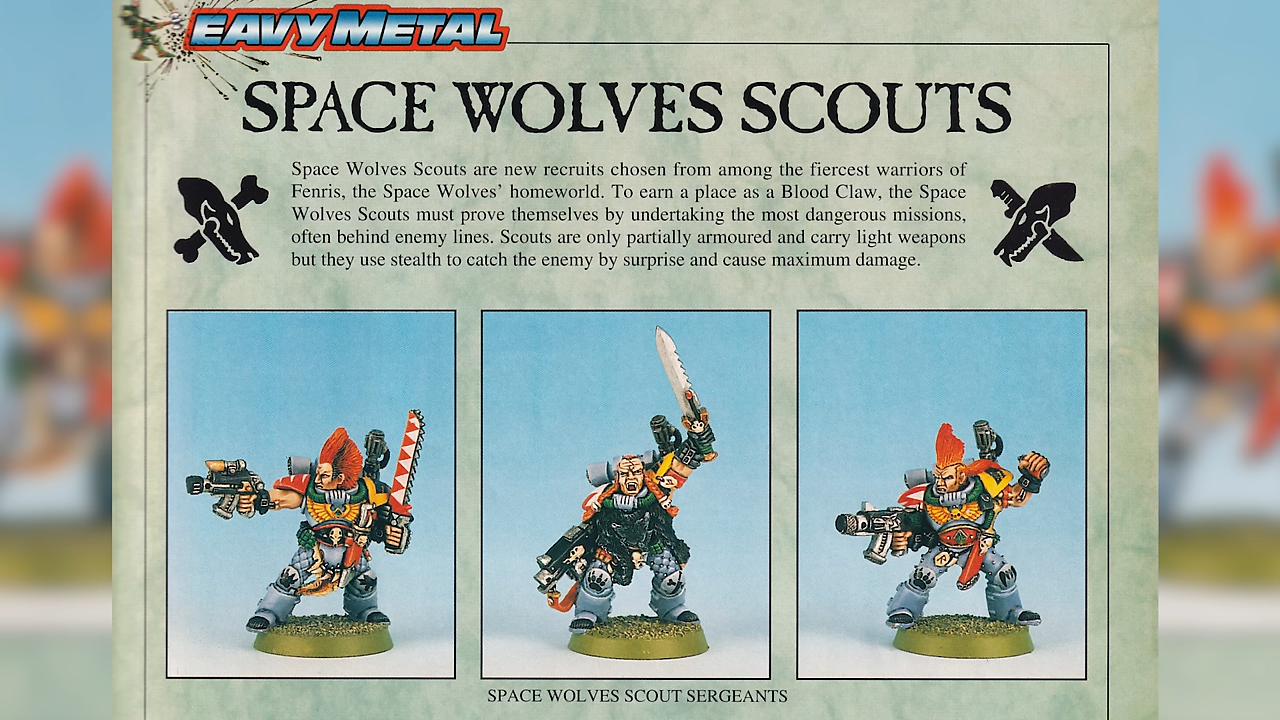 EAVY METAL
SPACE WOLVES SCOUTS
Space Wolves Scouts are new recruits chosen from among the fiercest warriors of
Fenris, the Space Wolves' homeworld. To earn a place as a Blood Claw, the Space
Wolves Scouts must prove themselves by undertaking the most dangerous missions,
often behind enemy lines. Scouts are only partially armoured and carry light weapons
but they use stealth to catch the enemy by surprise and cause maximum damage.
SPACE WOLVES SCOUT SERGEANTS